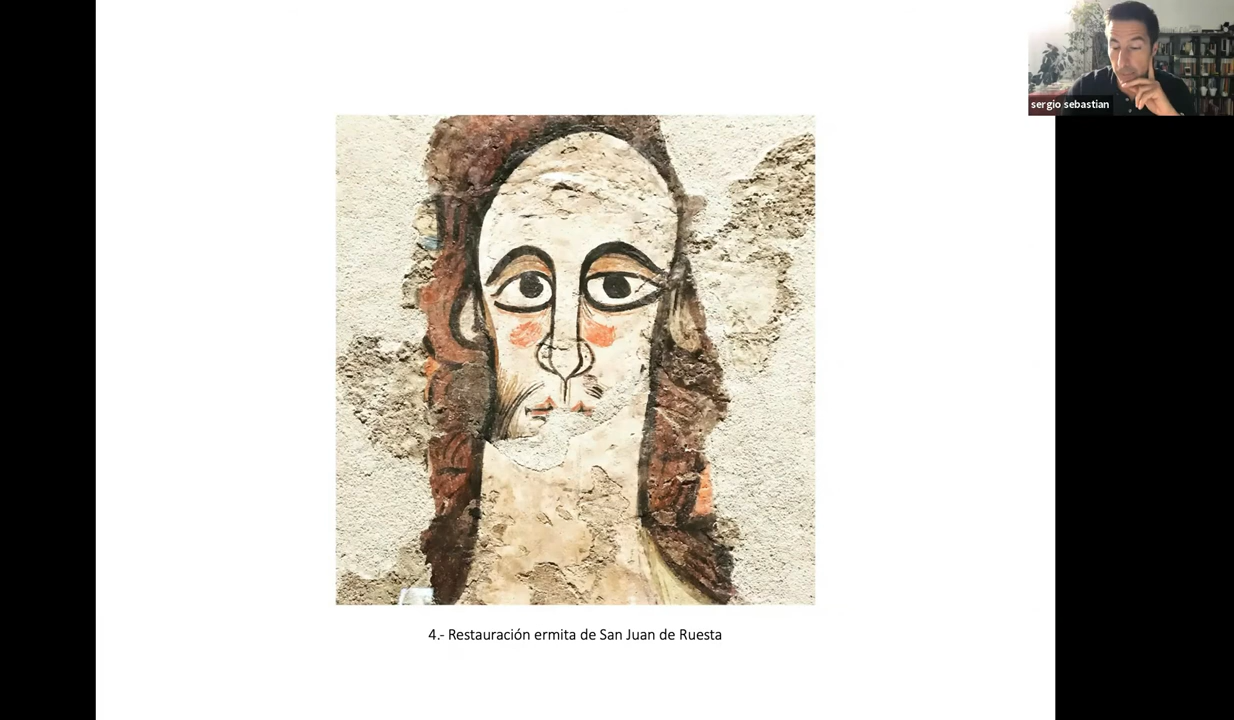 sergio sebastian
4.- Restauración ermita de San Juan de Ruesta